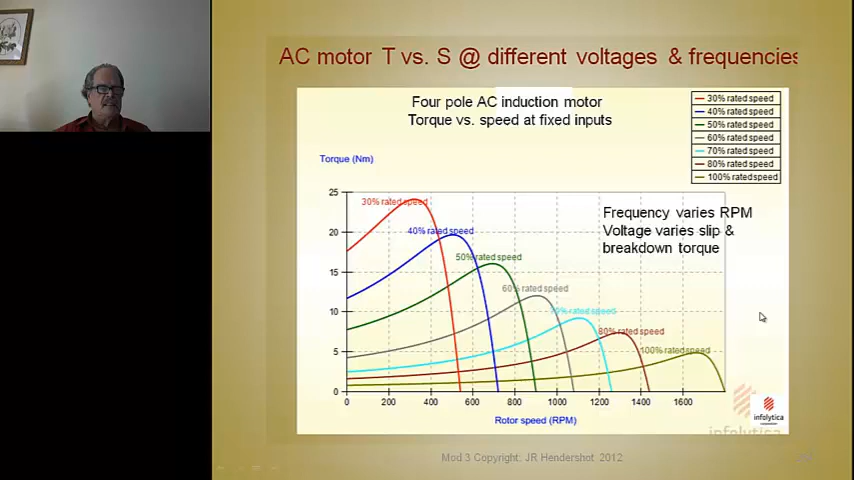 AC motor T vs. S @ different voltages & frequencies
Four pole AC induction motor
Torque vs. speed at fixed inputs
30% rated speed
40% rated speed
50% rated speed
60% rated speed
70% rated speed
80% rated speed
100% rated speed
Torque (Nm)
25
20
15
10
5
0
30% rated speed
40% rated speed
50% rated speed
60% rated speed
70% rated speed
80% rated speed
100% rated speed
Frequency varies RPM
Voltage varies slip &
breakdown torque
0 200 400 600 800 1000 1200 1400 1600
Rotor speed (RPM)
infolytica
infolytica
Mod 3 Copyright: JR Hendershot 2012